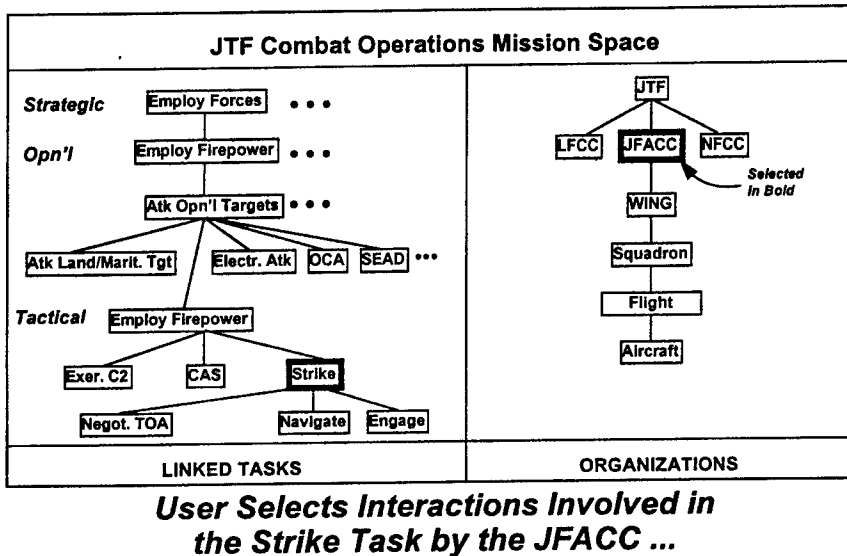 JTF Combat Operations Mission Space
Strategic
Employ Forces
• • •
Opn'l
Employ Firepower
• • •
Atk Opn'l Targets
• • •
Atk Land/Marit. Tgt
Electr. Atk
OCA
SEAD
•••
Tactical
Employ Firepower
Exer. C2
CAS
Strike
Negot. TOA
Navigate
Engage
LINKED TASKS
JTF
LFCC
JFACC
NFCC
Selected
in Bold
WING
Squadron
Flight
Aircraft
ORGANIZATIONS
User Selects Interactions Involved in
the Strike Task by the JFACC ...